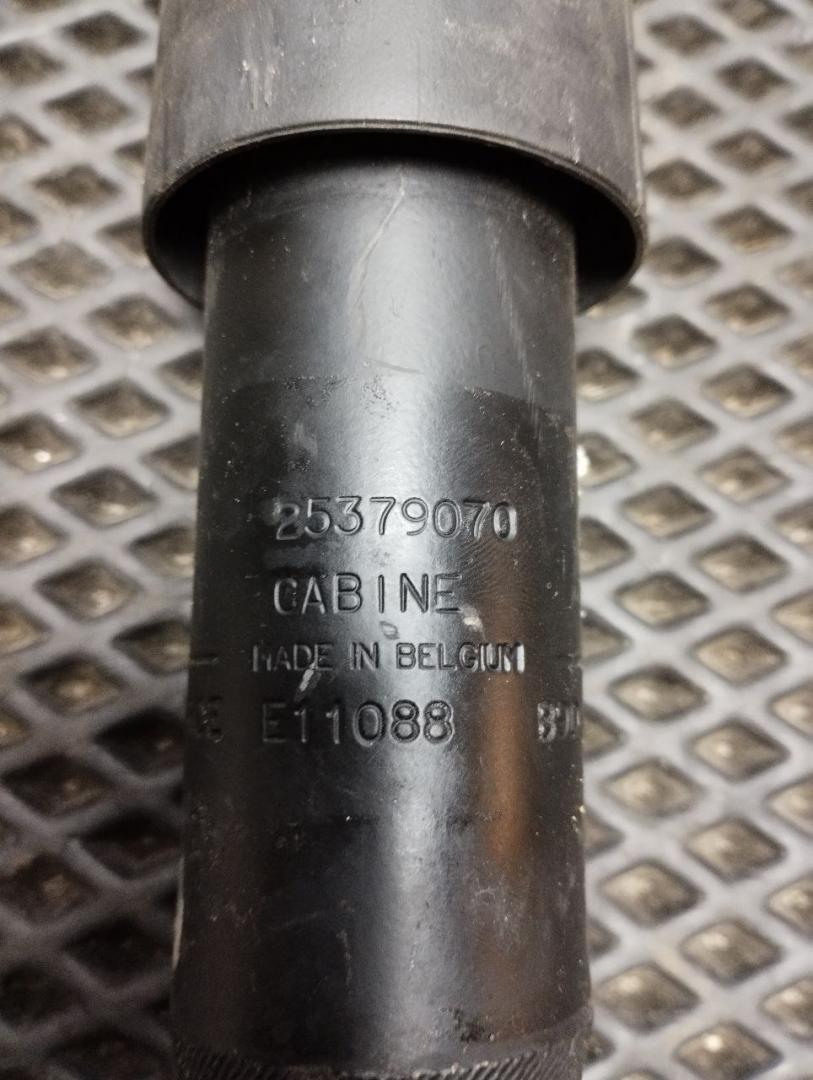 25379070
CABINE
MADE IN BELGIUM
E11088